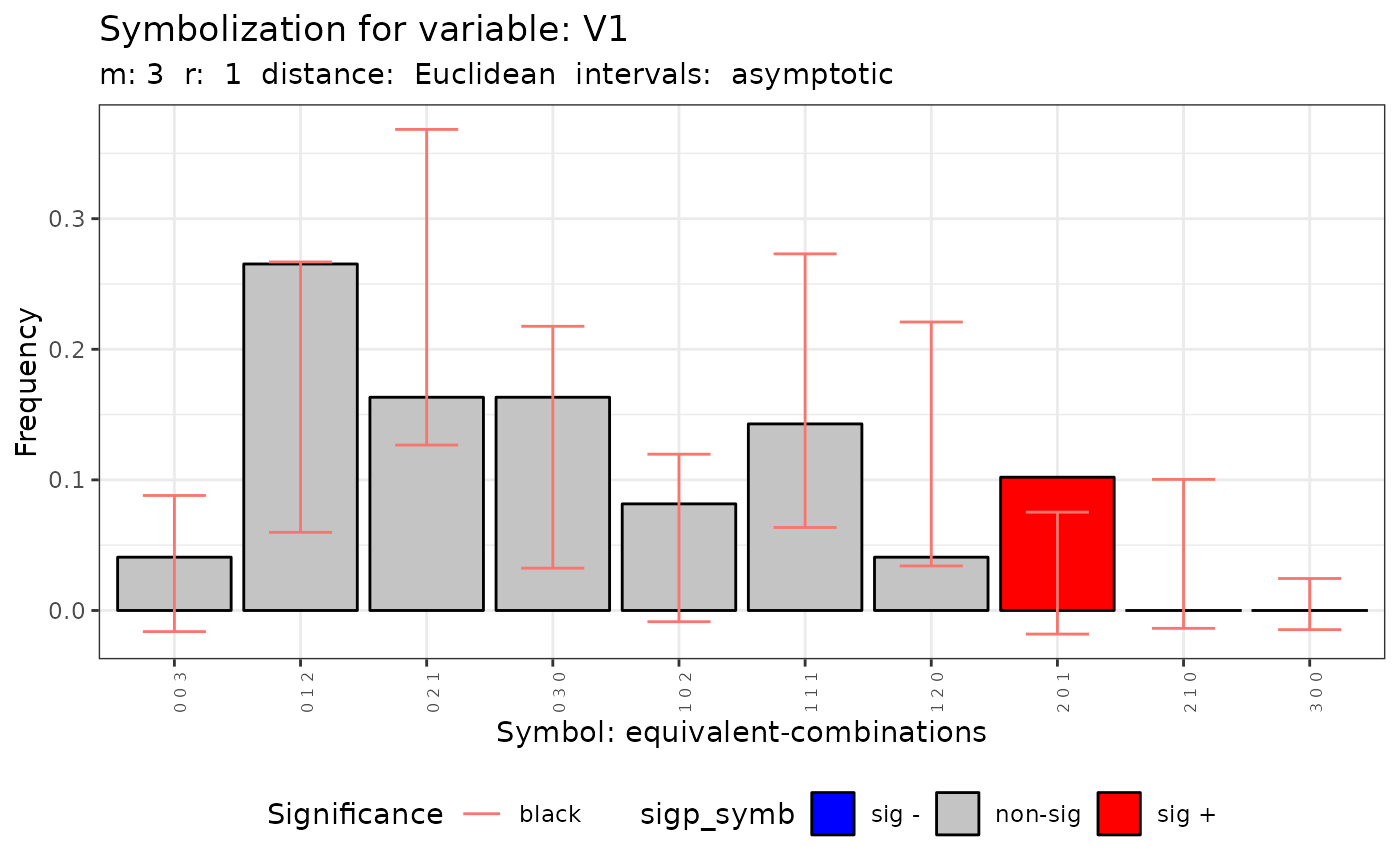 Symbolization for variable: V1
m: 3 r: 1 distance: Euclidean intervals: asymptotic
Frequency
0.3
0.2
0.1
0.0
0 0 3
0 1 2
0 2 1
0 3 0
1 0 2
1 1 1
1 2 0
2 0 1
2 1 0
3 0 0
Symbol: equivalent-combinations
Significance black sigp_symb sig - non-sig sig +